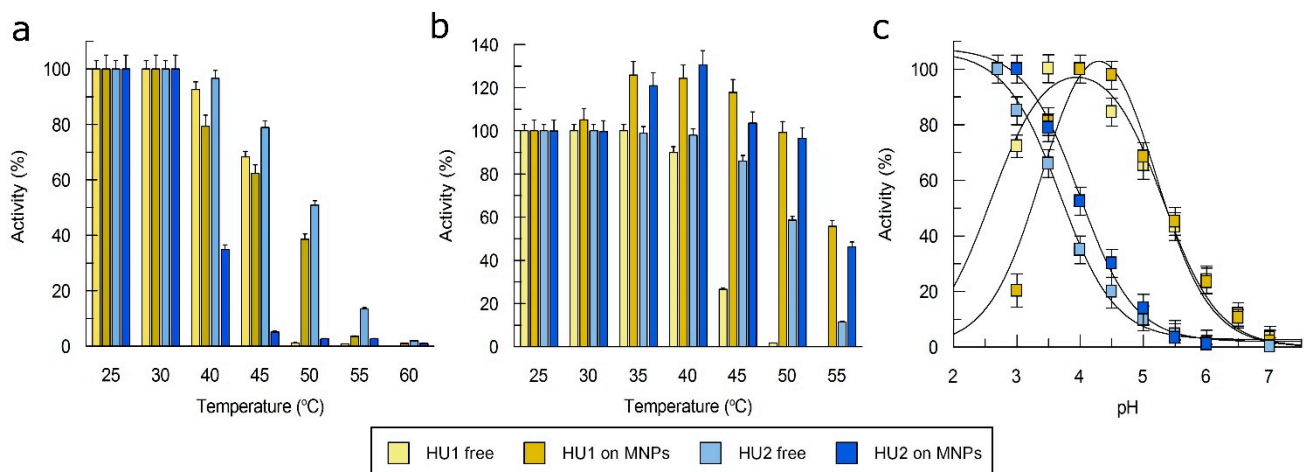 a
Activity (%)
100
80
60
40
20
0
25 30 40 45 50 55 60
Temperature (ºC)
b
Activity (%)
140
120
100
80
60
40
20
0
25 30 35 40 45 50 55
Temperature (ºC)
c
Activity (%)
100
80
60
40
20
0
2 3 4 5 6 7
pH
HU1 free HU1 on MNPs HU2 free HU2 on MNPs